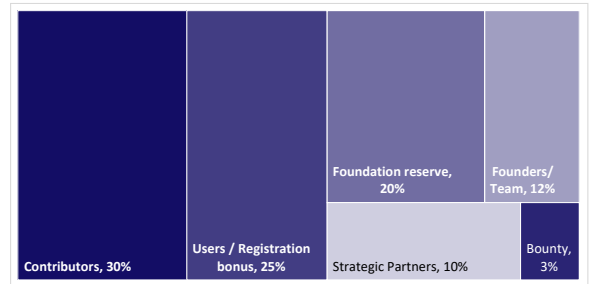 Contributors, 30%
Users / Registration
bonus, 25%
Foundation reserve,
20%
Founders/
Team, 12%
Strategic Partners, 10%
Bounty,
3%